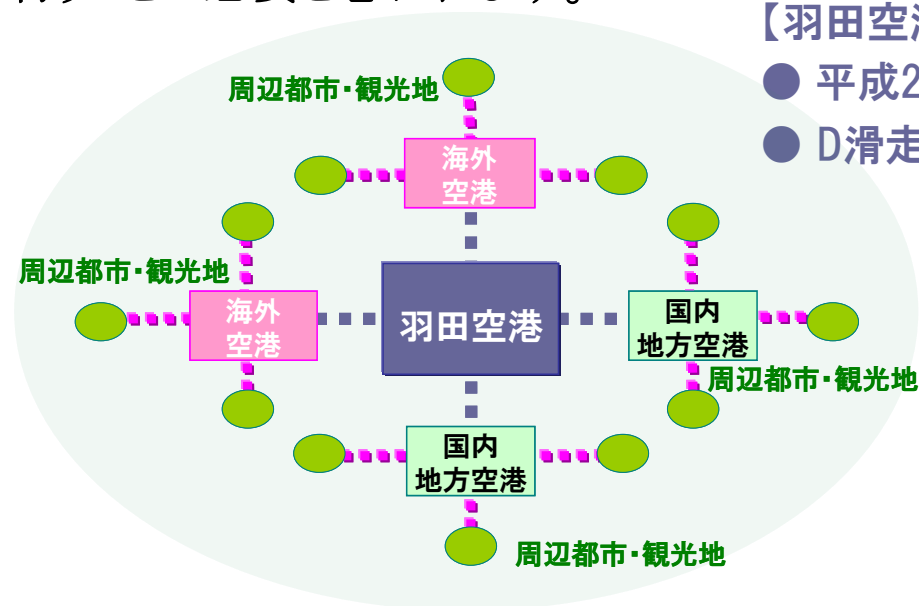 【羽田空
● 平成2
● D滑走
周辺都市・観光地
海外
空港
周辺都市・観光地
海外
空港
羽田空港
国内
地方空港
周辺都市・観光地
国内
地方空港
周辺都市・観光地